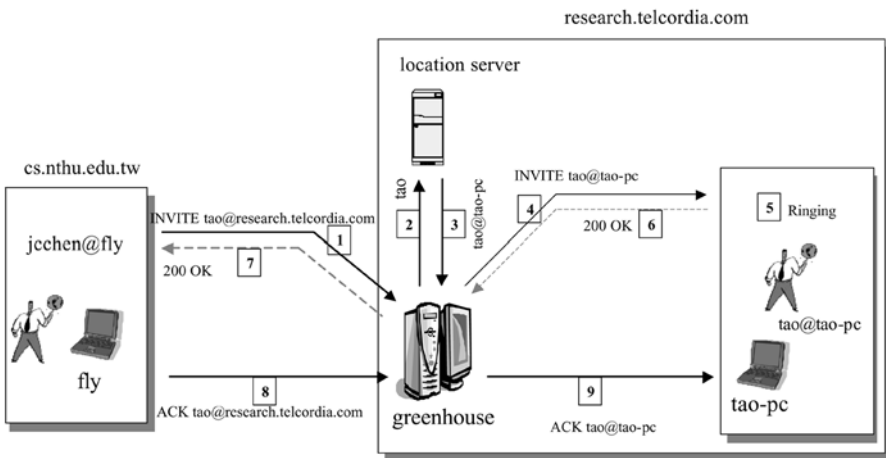 research.telcordia.com
location server
cs.nthu.edu.tw
jcchen@fly
fly
INVITE tao@research.telcordia.com
1
200 OK
7
tao
2
3
tao@tao-pc
INVITE tao@tao-pc
4
200 OK
6
5
Ringing
tao@tao-pc
tao-pc
greenhouse
8
ACK tao@research.telcordia.com
9
ACK tao@tao-pc